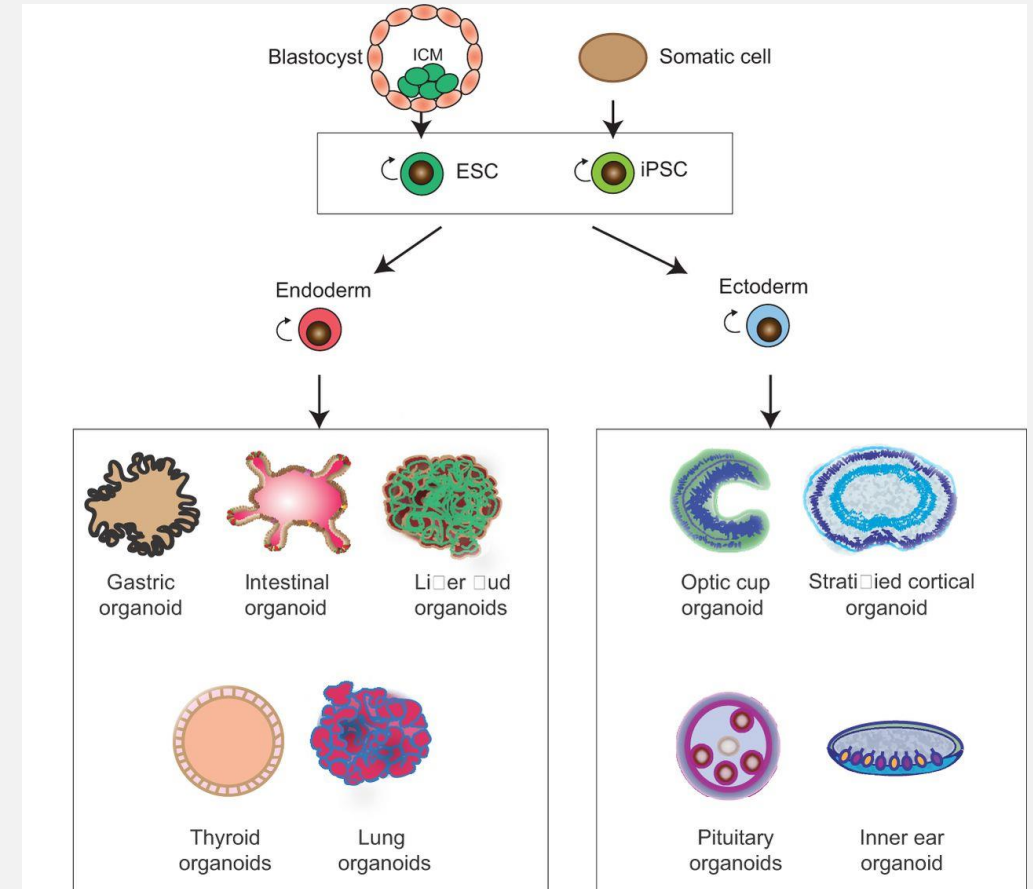 Blastocyst
ICM
Somatic cell
ESC
iPSC
Endoderm
Ectoderm
Gastric
organoid
Intestinal
organoid
Li□er □ud
organoids
Optic cup
organoid
Strati□ied cortical
organoid
Thyroid
organoids
Lung
organoids
Pituitary
organoids
Inner ear
organoid